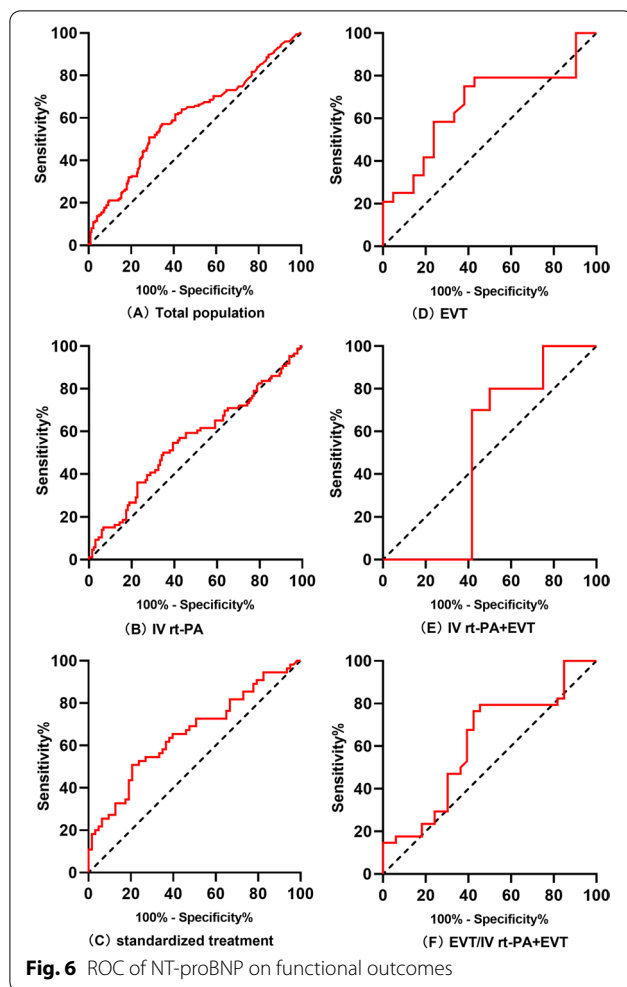 100
80
60
40
20
0
Sensitivity%
0 20 40 60 80 100
100% - Specificity%
(A) Total population
100
80
60
40
20
0
Sensitivity%
0 20 40 60 80 100
100% - Specificity%
(D) EVT
100
80
60
40
20
0
Sensitivity%
0 20 40 60 80 100
100% - Specificity%
(B) IV rt-PA
100
80
60
40
20
0
Sensitivity%
0 20 40 60 80 100
100% - Specificity%
(E) IV rt-PA+EVT
100
80
60
40
20
0
Sensitivity%
0 20 40 60 80 100
100% - Specificity%
(C) standardized treatment
100
80
60
40
20
0
Sensitivity%
0 20 40 60 80 100
100% - Specificity%
(F) EVT/IV rt-PA+EVT
Fig. 6 ROC of NT-proBNP on functional outcomes